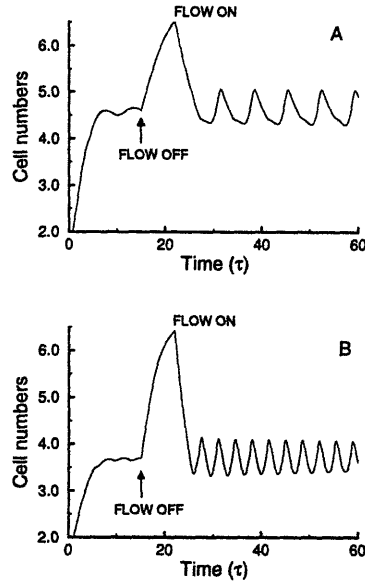 FLOW ON
A
6.0
5.0
4.0
3.0
2.0
Cell numbers
FLOW OFF
0 20 40 60
Time (τ)
FLOW ON
B
6.0
5.0
4.0
3.0
2.0
Cell numbers
FLOW OFF
0 20 40 60
Time (τ)